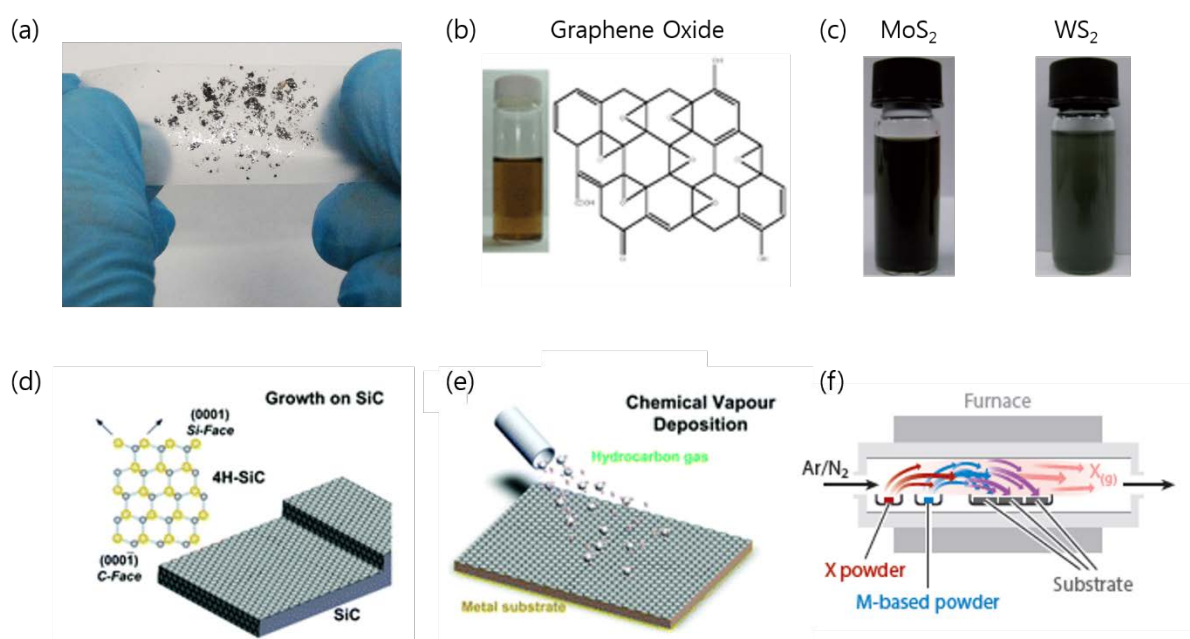 (a)
(b)
Graphene Oxide
(c)
MoS₂
WS₂
(d)
Growth on SiC
(0001)
Si-Face
4H-SiC
(0001̄)
C-Face
SiC
(e)
Chemical Vapour
Deposition
Hydrocarbon gas
Metal substrate
(f)
Furnace
Ar/N₂
X(g)
X powder
M-based powder
Substrate